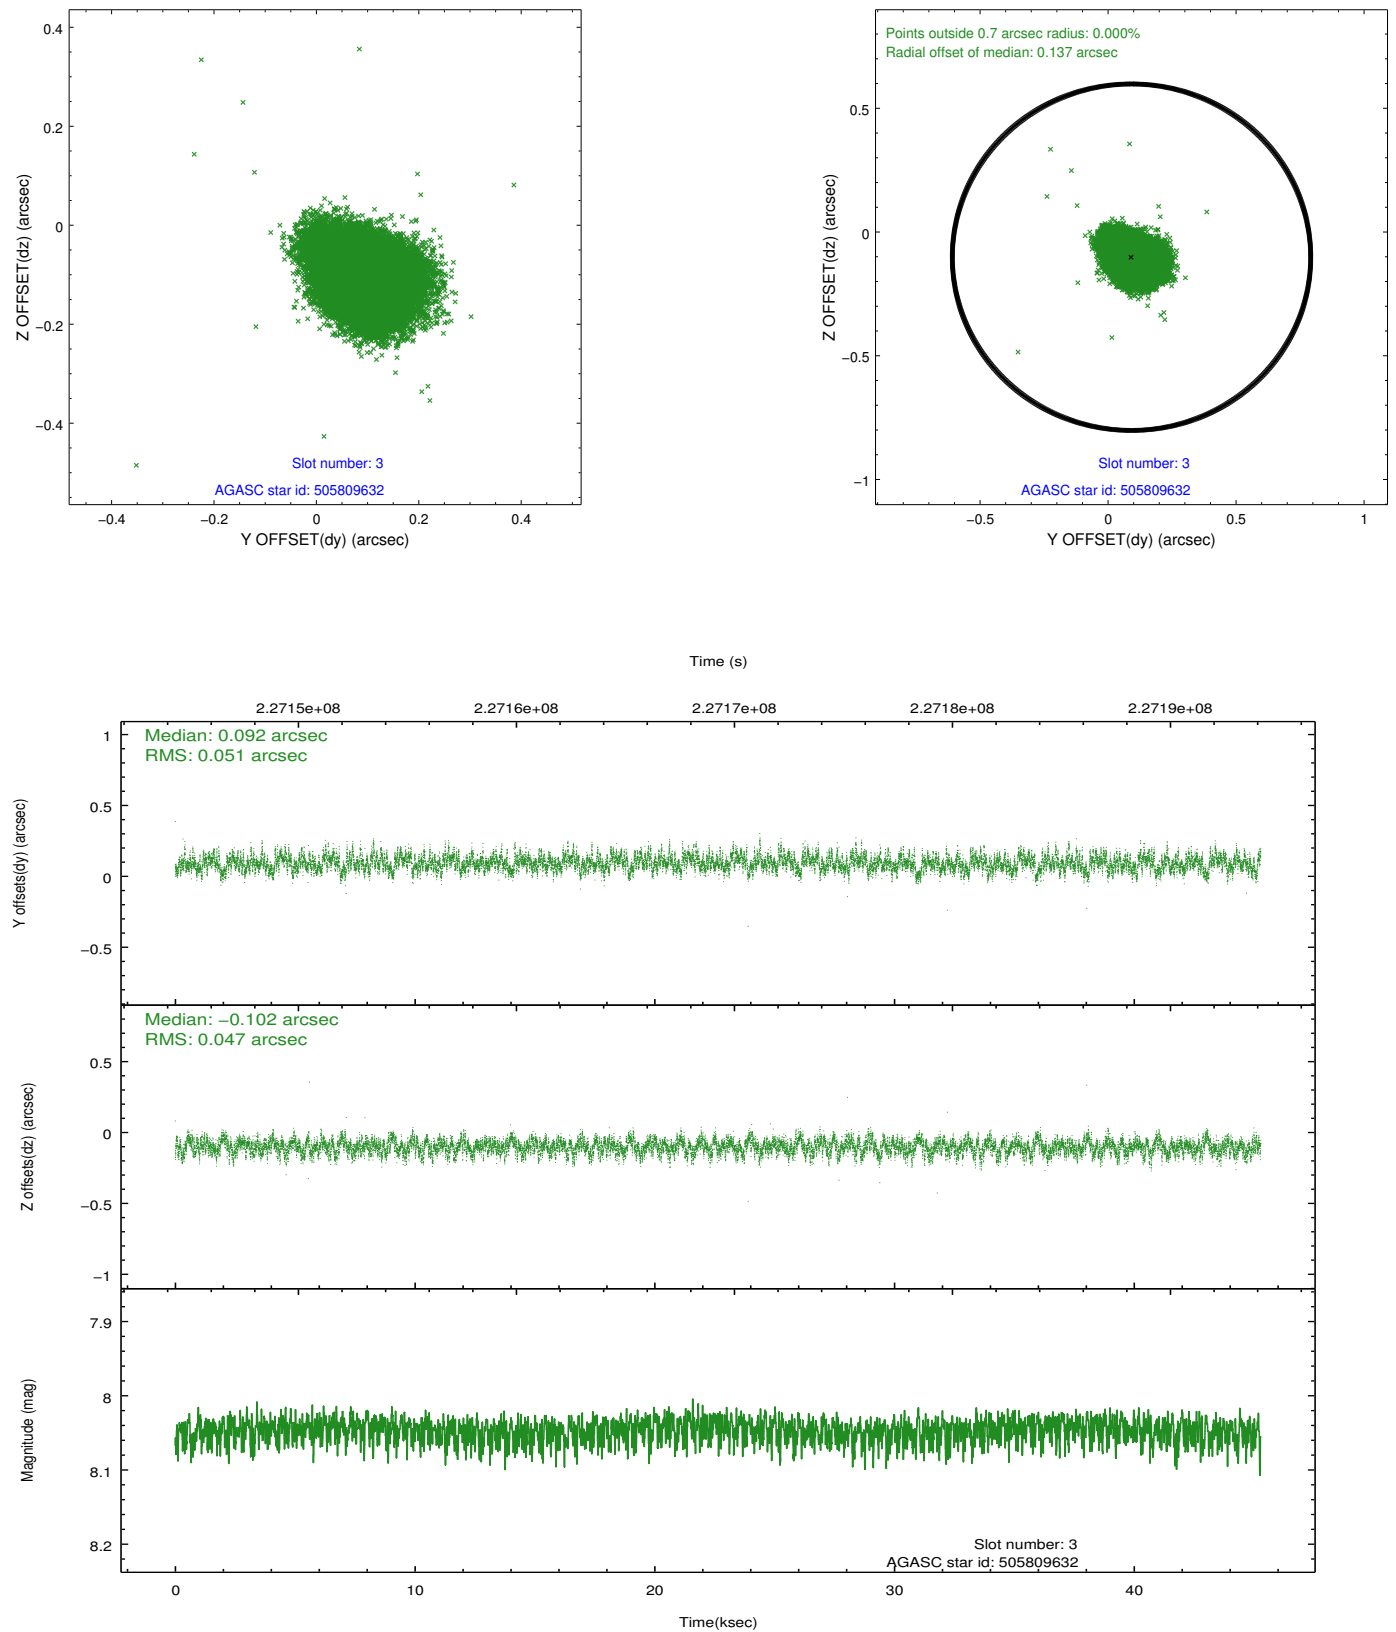 0.4
0.2
0
−0.2
−0.4
Z OFFSET(dz) (arcsec)
Slot number: 3
AGASC star id: 505809632
−0.4 −0.2 0 0.2 0.4
Y OFFSET(dy) (arcsec)
Points outside 0.7 arcsec radius: 0.000%
Radial offset of median: 0.137 arcsec
0.5
0
−0.5
−1
Z OFFSET(dz) (arcsec)
Slot number: 3
AGASC star id: 505809632
−0.5 0 0.5 1
Y OFFSET(dy) (arcsec)
Time (s)
2.2715e+08 2.2716e+08 2.2717e+08 2.2718e+08 2.2719e+08
Median: 0.092 arcsec
RMS: 0.051 arcsec
1
0.5
0
−0.5
Y offsets(dy) (arcsec)
Median: −0.102 arcsec
RMS: 0.047 arcsec
0.5
0
−0.5
−1
Z offsets(dz) (arcsec)
7.9
8
8.1
8.2
Magnitude (mag)
Slot number: 3
AGASC star id: 505809632
0 10 20 30 40
Time(ksec)